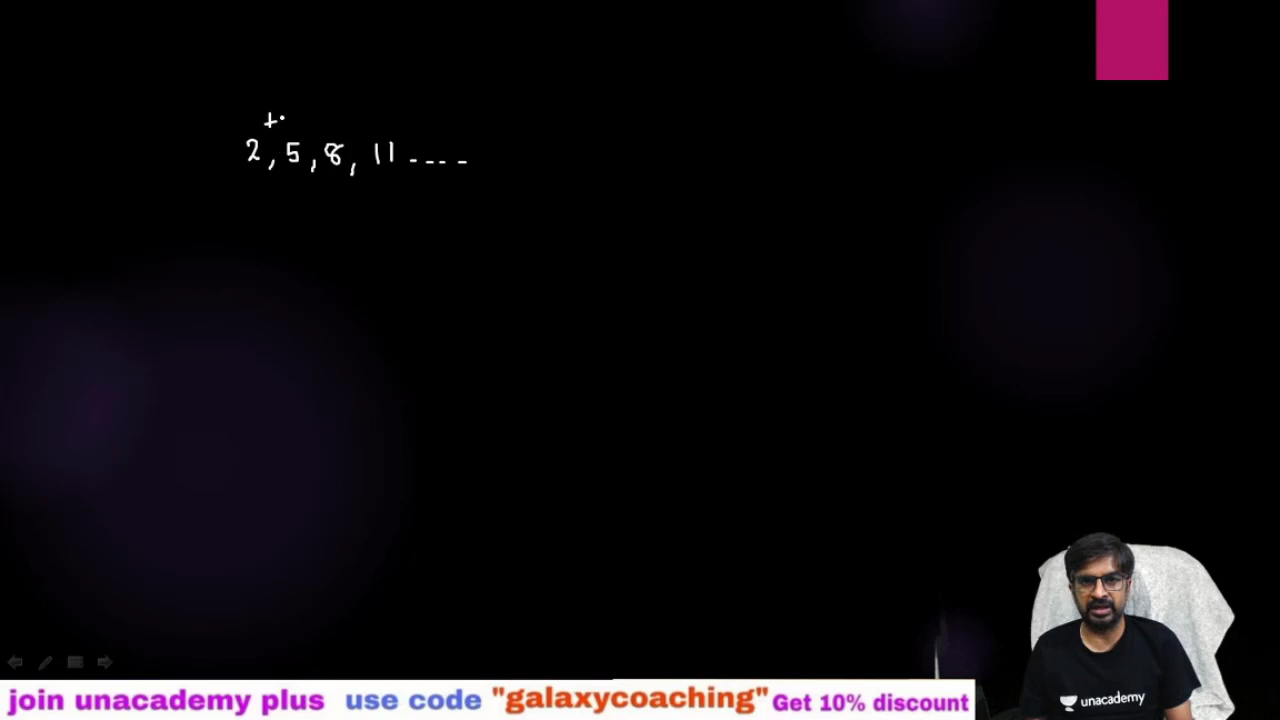 +
2, 5, 8, 11 ----
unacademy
join unacademy plus use code "galaxycoaching" Get 10% discount